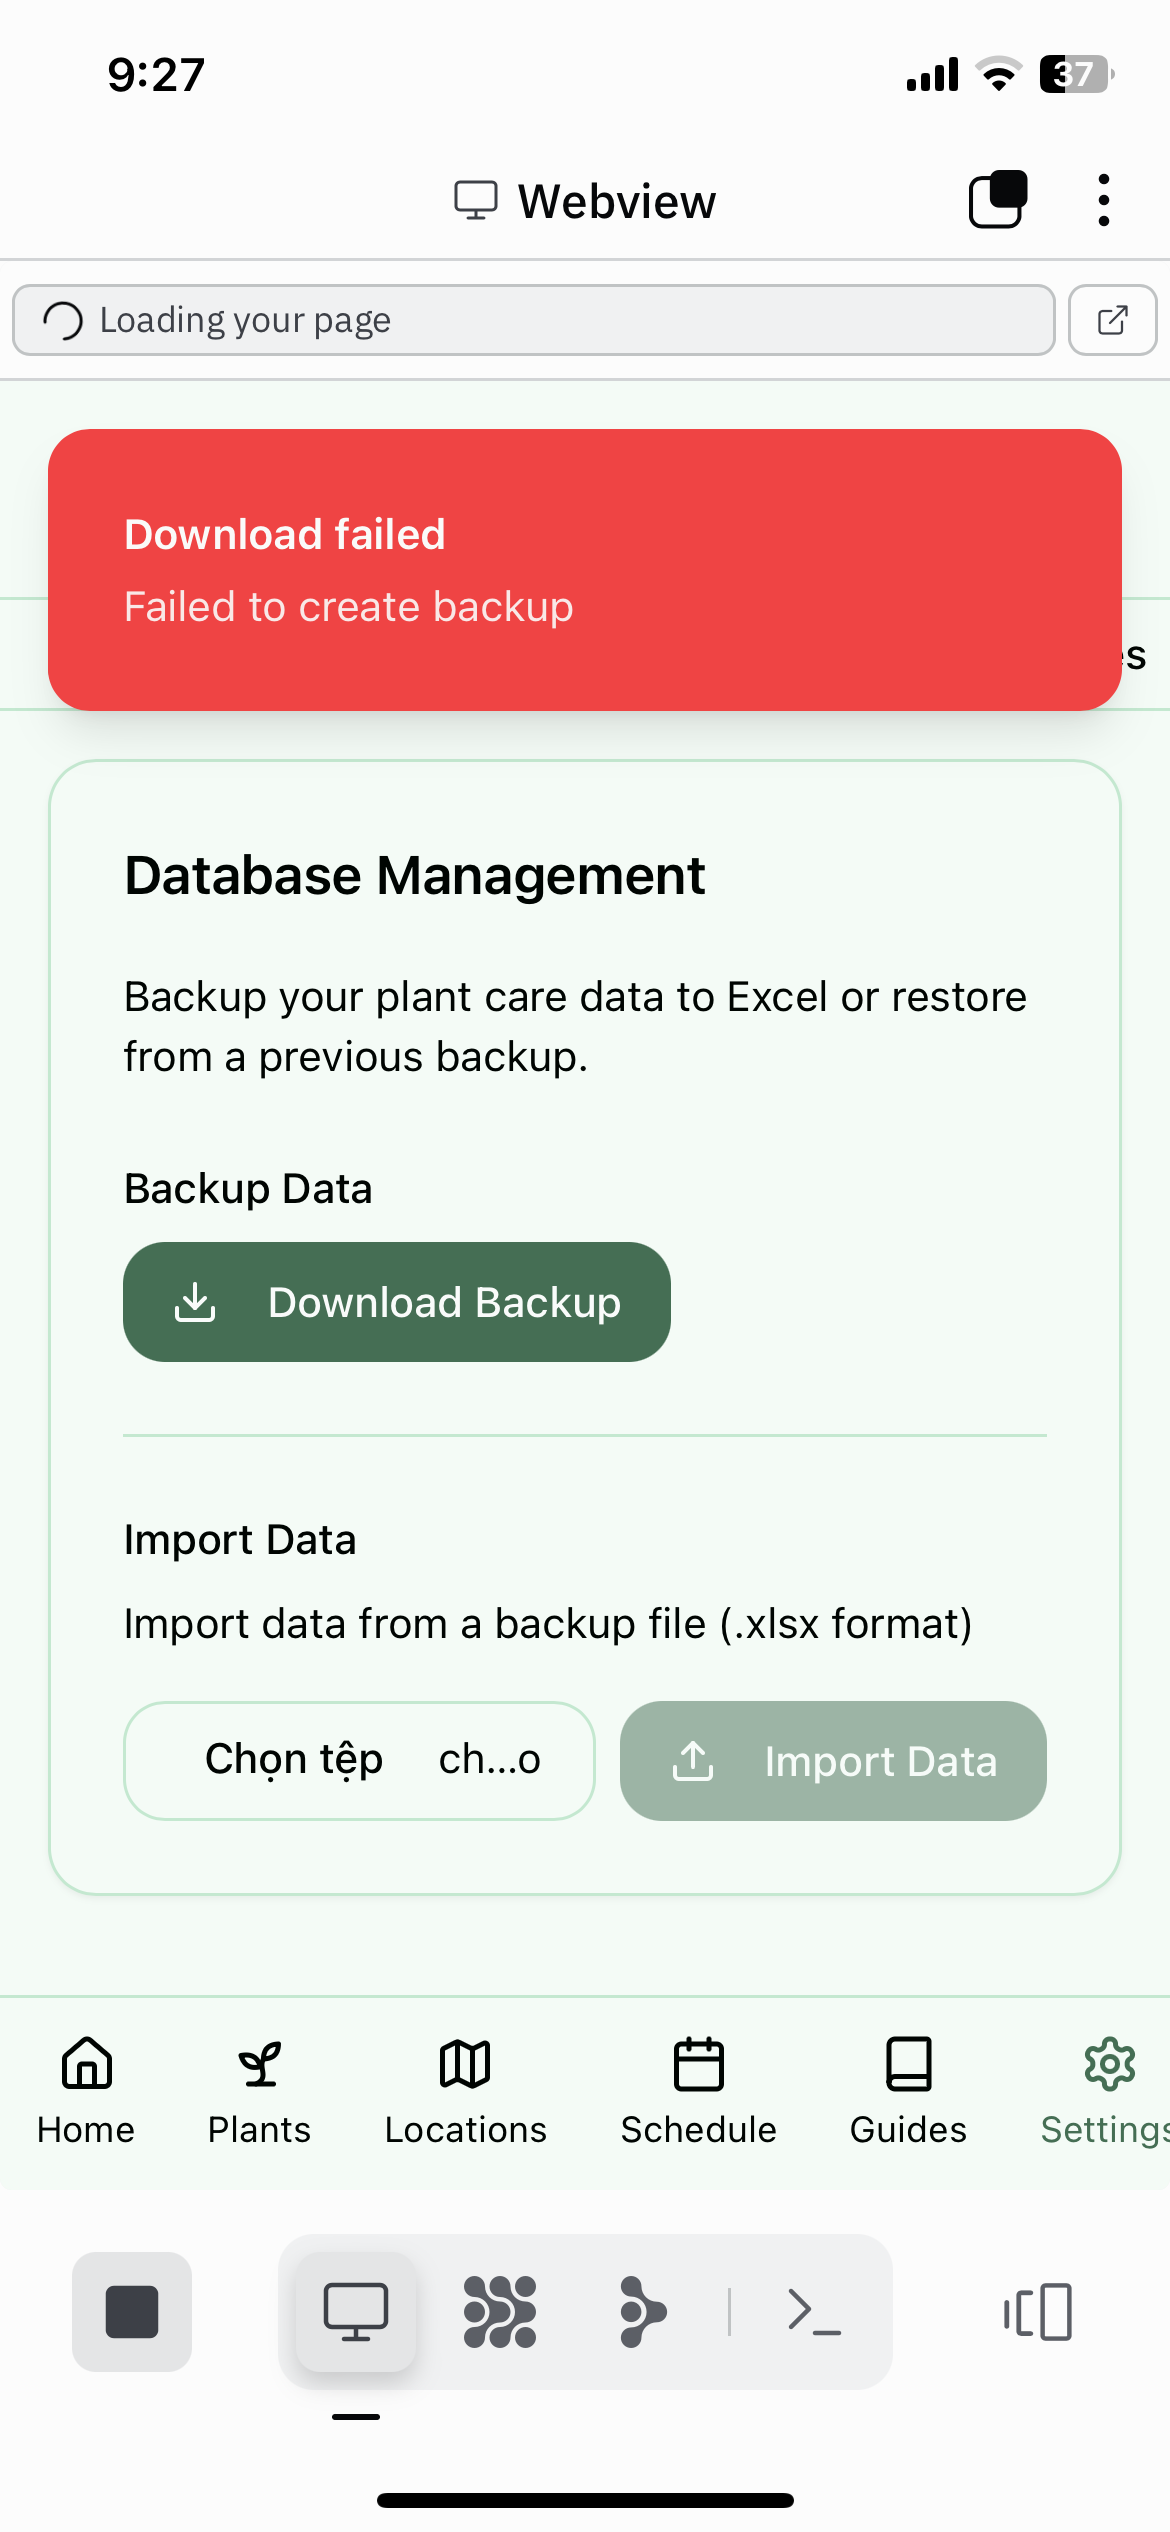 9:27
37
Webview
Loading your page
Download failed
Failed to create backup
Database Management
Backup your plant care data to Excel or restore
from a previous backup.
Backup Data
Download Backup
Import Data
Import data from a backup file (.xlsx format)
Chọn tệp ch...o
Import Data
Home Plants Locations Schedule Guides Settings